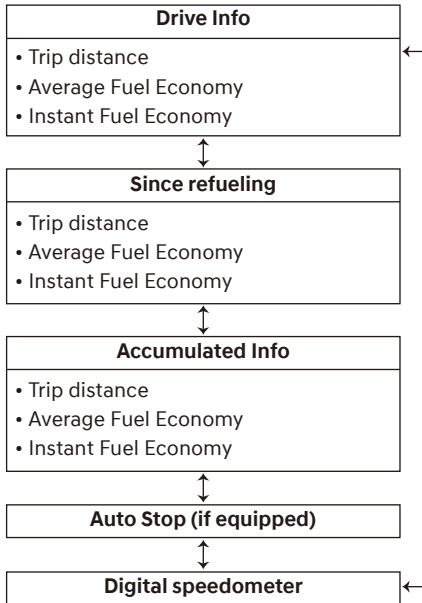 Drive Info
• Trip distance
• Average Fuel Economy
• Instant Fuel Economy
Since refueling
• Trip distance
• Average Fuel Economy
• Instant Fuel Economy
Accumulated Info
• Trip distance
• Average Fuel Economy
• Instant Fuel Economy
Auto Stop (if equipped)
Digital speedometer